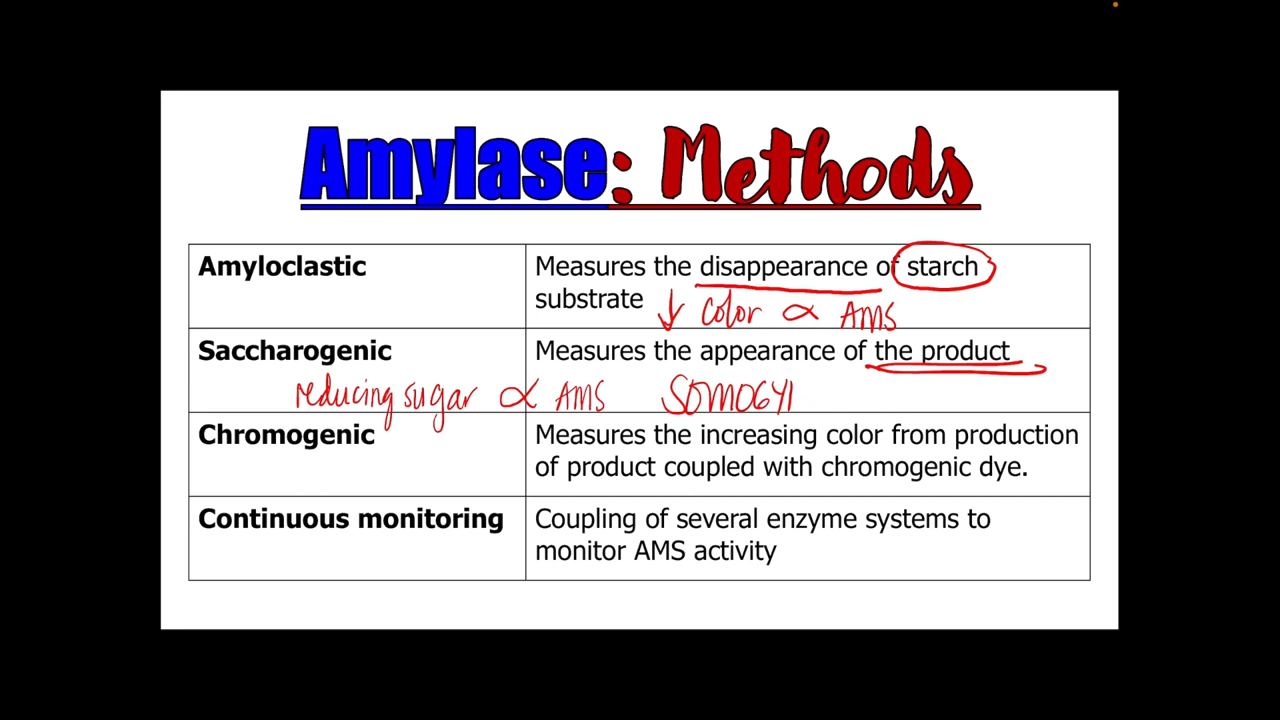 Amylase: Methods
Amyloclastic
Measures the disappearance of starch
substrate
↓ color ∝ AMS
Saccharogenic
Measures the appearance of the product
reducing sugar ∝ AMS SOMOGYI
Chromogenic
Measures the increasing color from production
of product coupled with chromogenic dye.
Continuous monitoring
Coupling of several enzyme systems to
monitor AMS activity